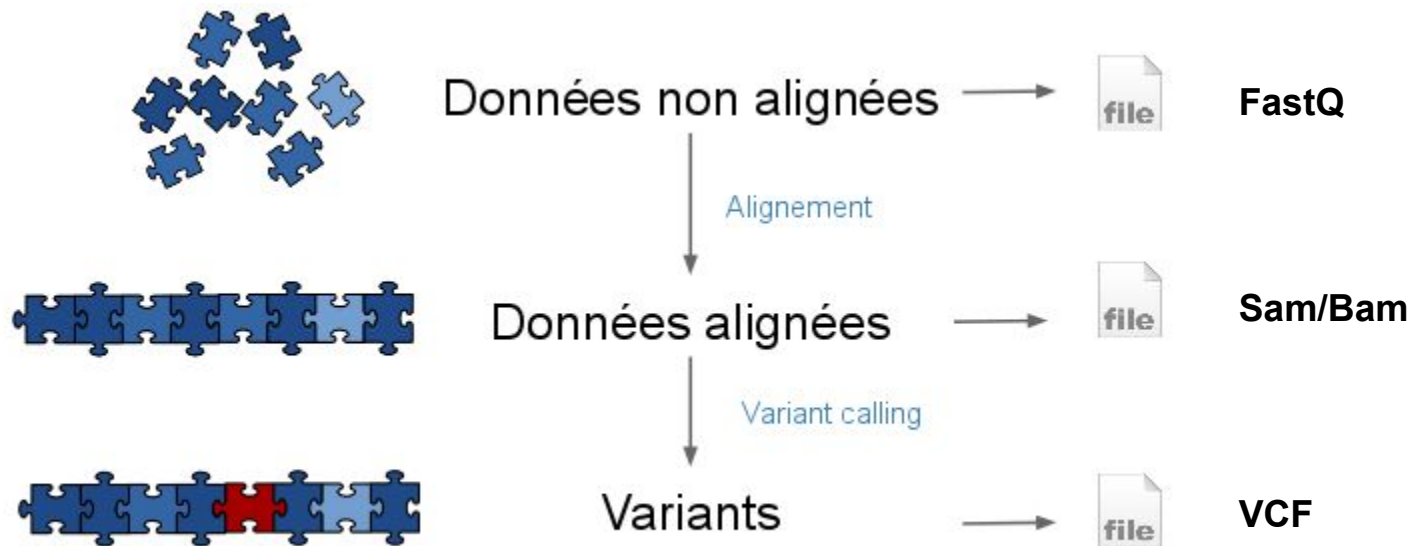 Données non alignées
file
FastQ
Alignement
Données alignées
file
Sam/Bam
Variant calling
Variants
file
VCF